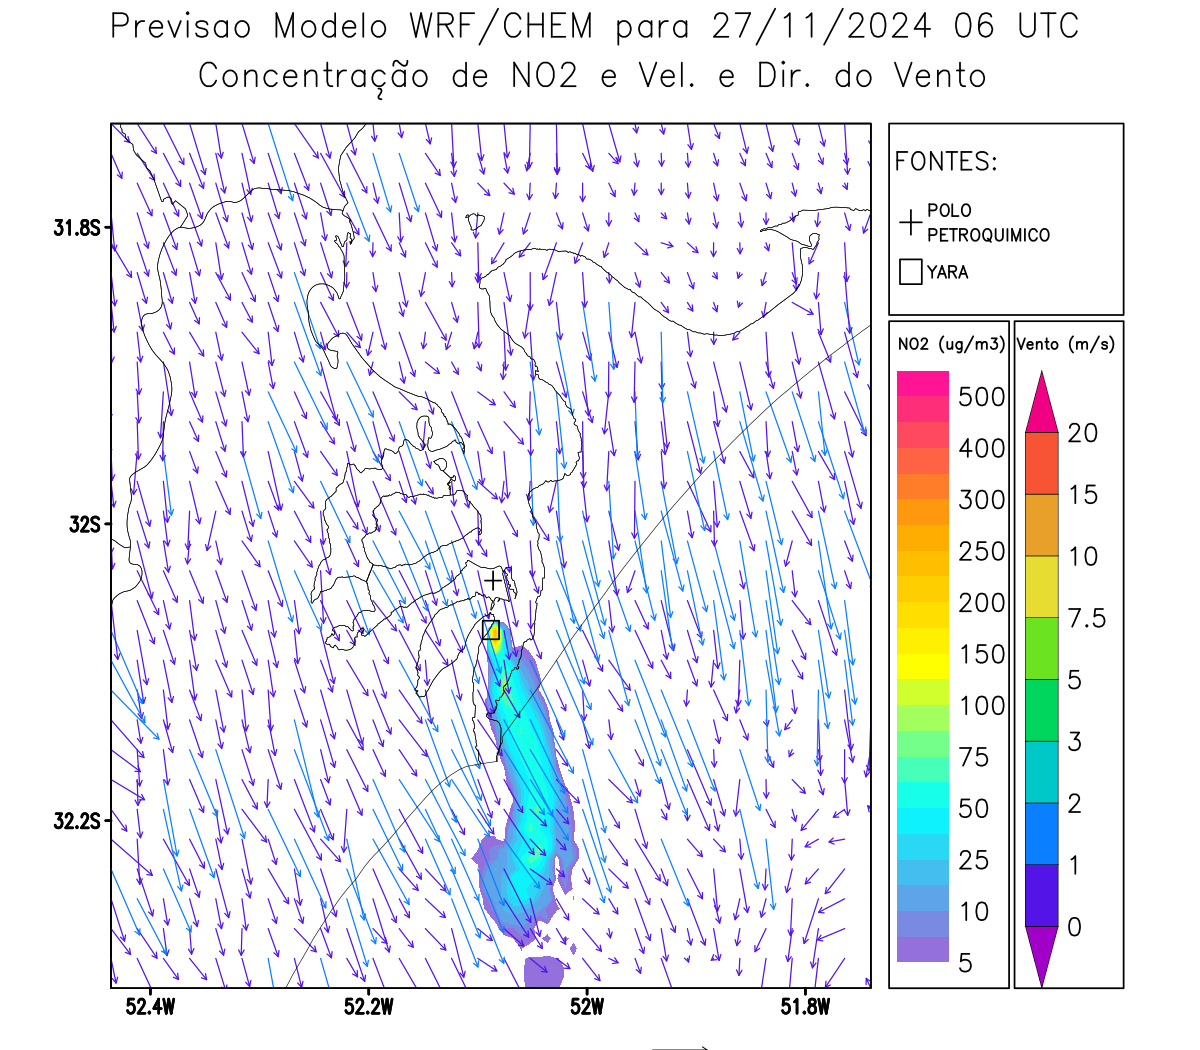 Previsao Modelo WRF/CHEM para 27/11/2024 06 UTC
Concentração de NO2 e Vel. e Dir. do Vento
FONTES:
POLO
PETROQUIMICO
YARA
NO2 (ug/m3)
500
400
300
250
200
150
100
75
50
25
10
5
Vento (m/s)
20
15
10
7.5
5
3
2
1
0
31.8S
32S
32.2S
52.4W
52.2W
52W
51.8W